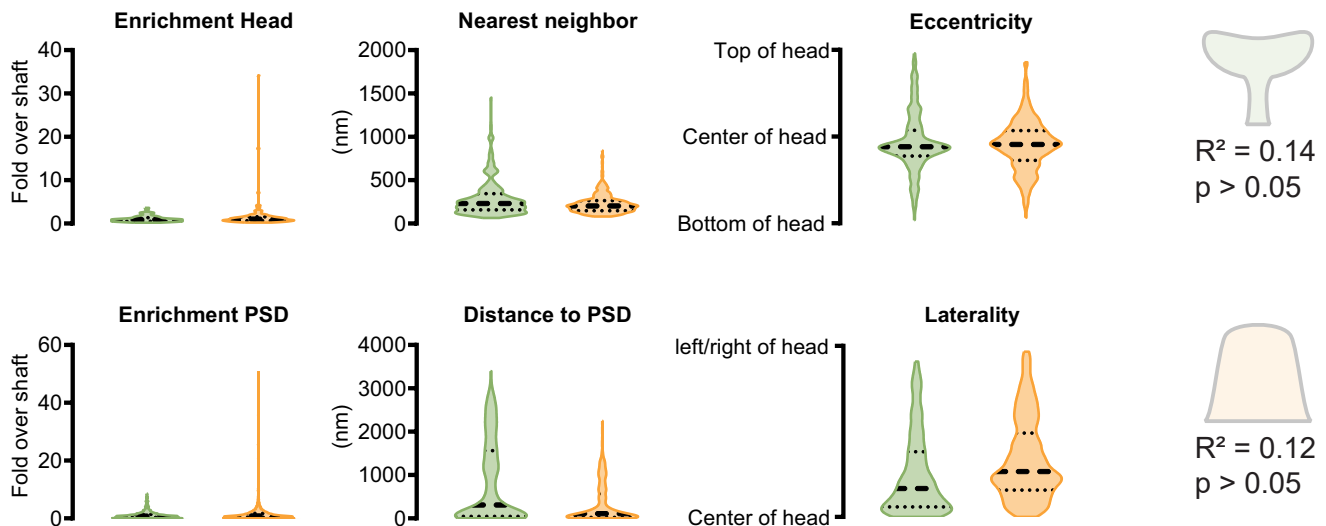 Enrichment Head
Fold over shaft
40
30
20
10
0
Nearest neighbor
(nm)
2000
1500
1000
500
0
Eccentricity
Top of head
Center of head
Bottom of head
R² = 0.14
p > 0.05
Enrichment PSD
Fold over shaft
60
40
20
0
Distance to PSD
(nm)
4000
3000
2000
1000
0
Laterality
left/right of head
Center of head
R² = 0.12
p > 0.05